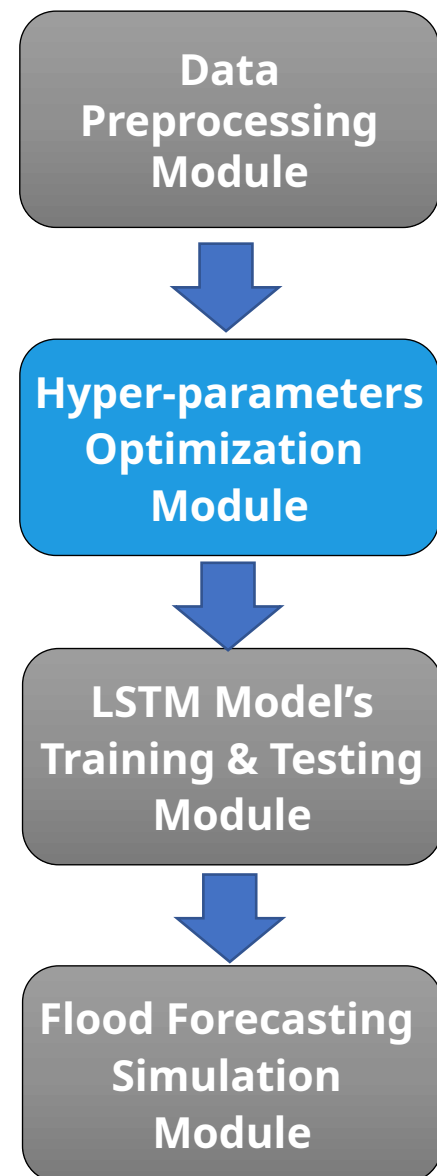 Data
Preprocessing
Module
Hyper-parameters
Optimization
Module
LSTM Model’s
Training & Testing
Module
Flood Forecasting
Simulation
Module